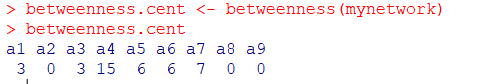 > betweenness.cent <- betweenness(mynetwork)
> betweenness.cent
a1 a2 a3 a4 a5 a6 a7 a8 a9
 3  0  3 15  6  6  7  0  0